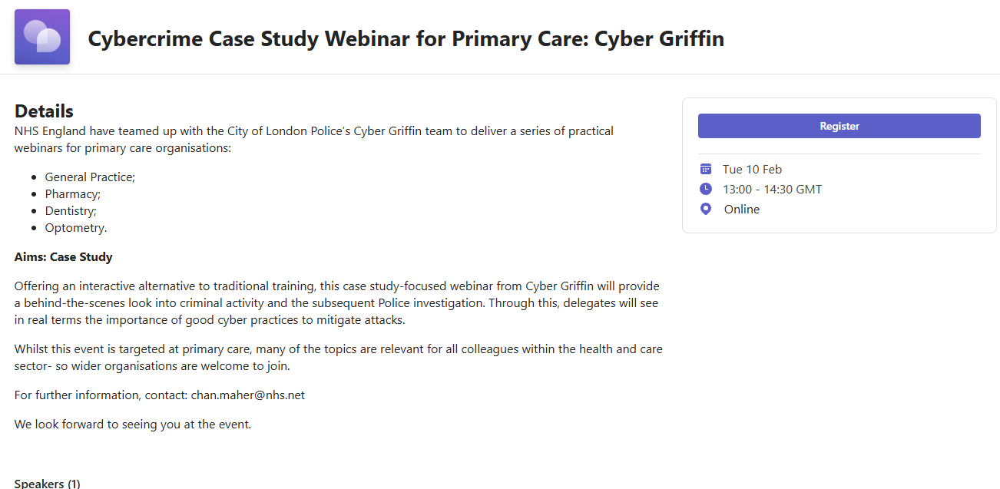 Cybercrime Case Study Webinar for Primary Care: Cyber Griffin
Details
NHS England have teamed up with the City of London Police’s Cyber Griffin team to deliver a series of practical
webinars for primary care organisations:
• General Practice;
• Pharmacy;
• Dentistry;
• Optometry.
Aims: Case Study
Offering an interactive alternative to traditional training, this case study-focused webinar from Cyber Griffin will provide
a behind-the-scenes look into criminal activity and the subsequent Police investigation. Through this, delegates will see
in real terms the importance of good cyber practices to mitigate attacks.
Whilst this event is targeted at primary care, many of the topics are relevant for all colleagues within the health and care
sector- so wider organisations are welcome to join.
For further information, contact: chan.maher@nhs.net
We look forward to seeing you at the event.
Speakers (1)
Register
Tue 10 Feb
13:00 - 14:30 GMT
Online